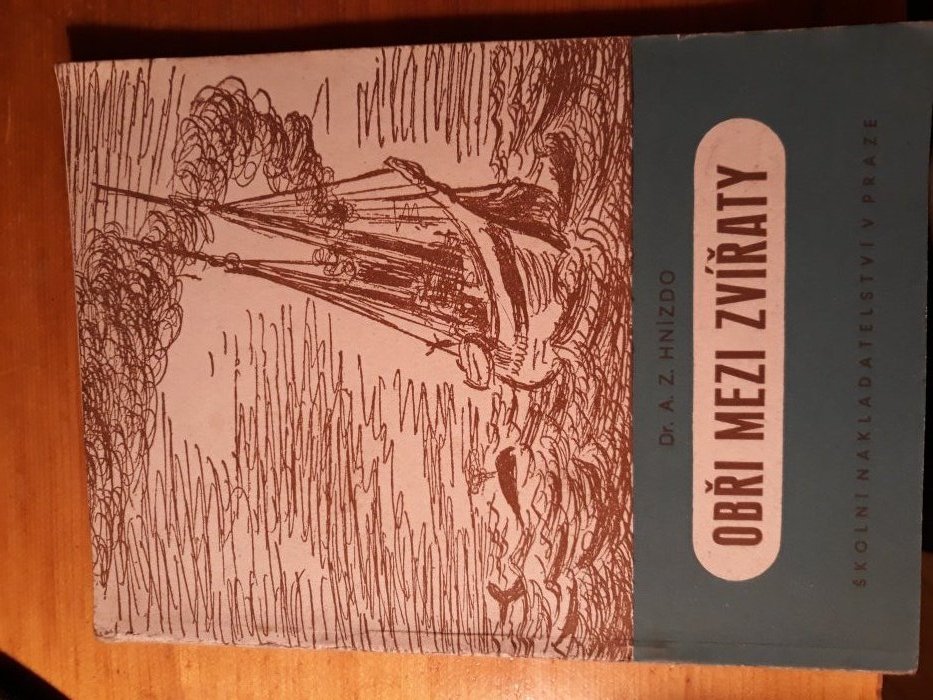 Dr. A. Z. HNÍZDO
OBŘI MEZI ZVÍŘATY
ŠKOLNÍ NAKLADATELSTVÍ V PRAZE